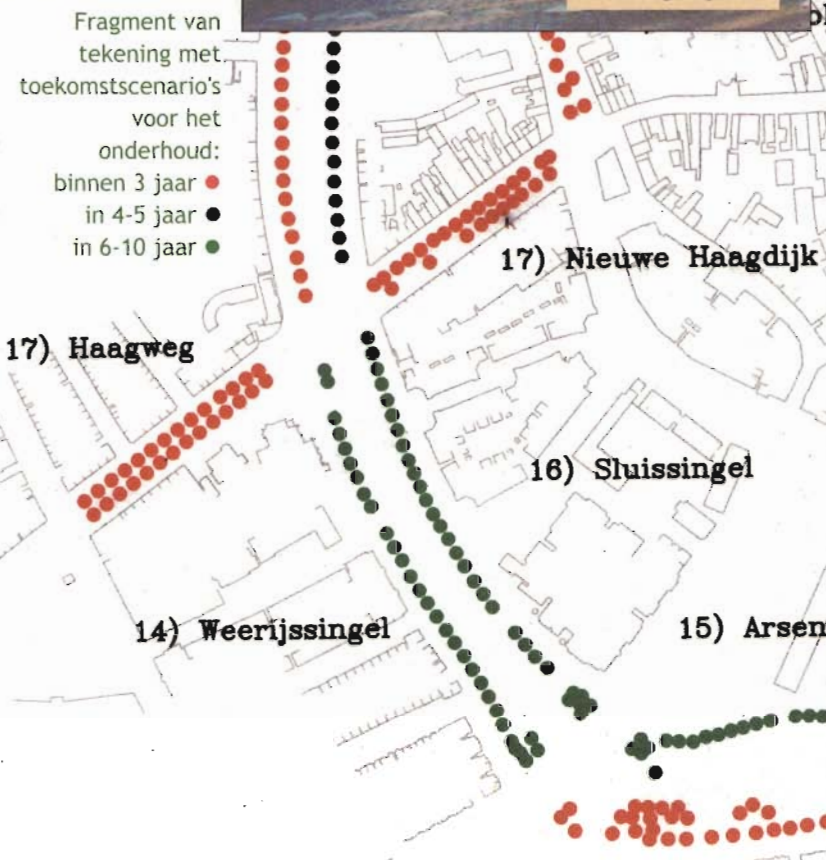 Fragment van
tekening met
toekomstscenario's
voor het
onderhoud:
binnen 3 jaar
in 4-5 jaar
in 6-10 jaar
17) Nieuwe Haagdijk
17) Haagweg
16) Sluissingel
14) Weerijssingel
15) Arsen